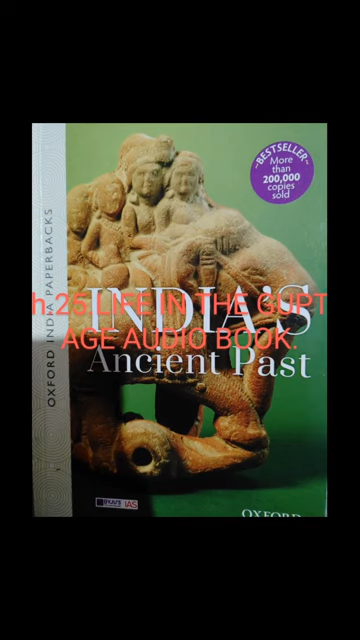 BESTSELLER
More
than
200,000
copies
sold
OXFORD INDIA PAPERBACKS
INDIA'S
h.25.LIFE IN THE GUPT
AGE AUDIO BOOK.
Ancient Past
IAS
OXFORD